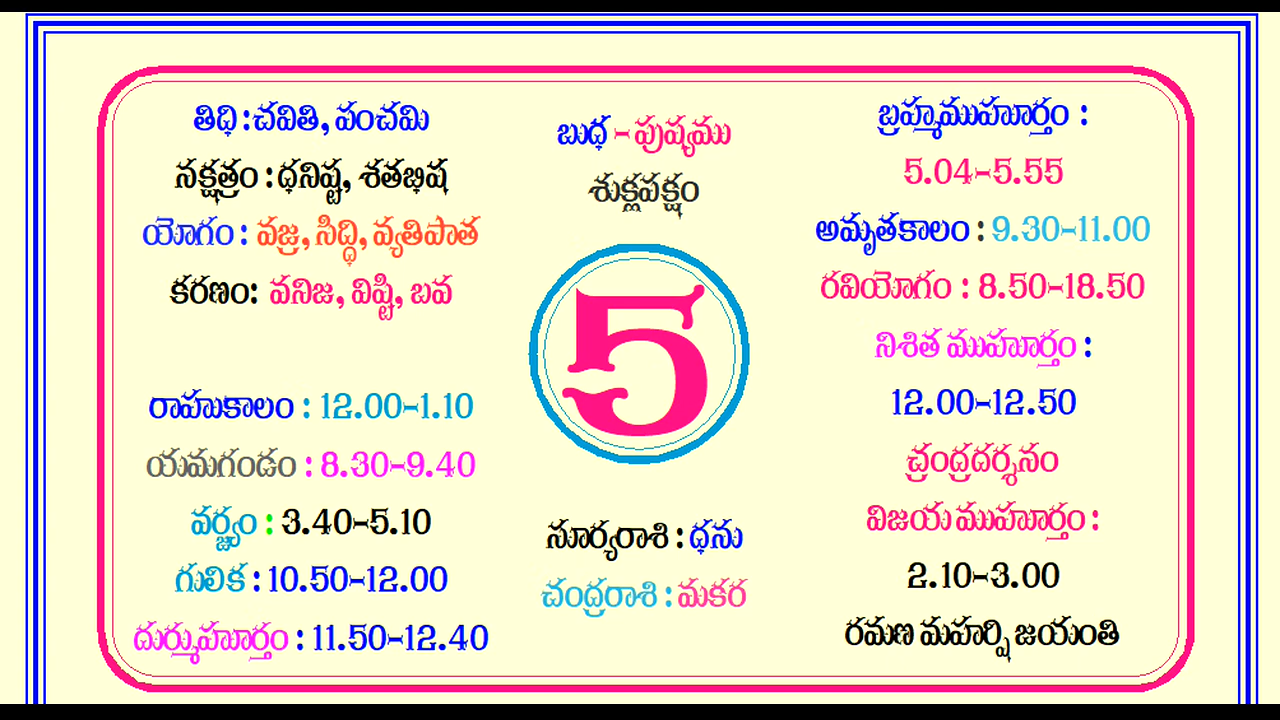 తిధి :చవితి, పంచమి
నక్షత్రం :ధనిష్ట, శతభిష
యోగం : వజ్ర, సిద్ధి, వ్యతిపాత
కరణం: వనిజ, విష్టి, బవ
రాహుకాలం : 12.00-1.10
యమగండం : 8.30-9.40
వర్జ్యం : 3.40-5.10
గులిక : 10.50-12.00
దుర్ముహూర్తం : 11.50-12.40
బుధ - పుష్యము
శుక్లపక్షం
5
సూర్యరాశి : ధను
చంద్రరాశి : మకర
బ్రహ్మముహూర్తం :
5.04-5.55
అమృతకాలం : 9.30-11.00
రవియోగం : 8.50-18.50
నిశిత ముహూర్తం :
12.00-12.50
చంద్రదర్శనం
విజయ ముహూర్తం :
2.10-3.00
రమణ మహర్షి జయంతి